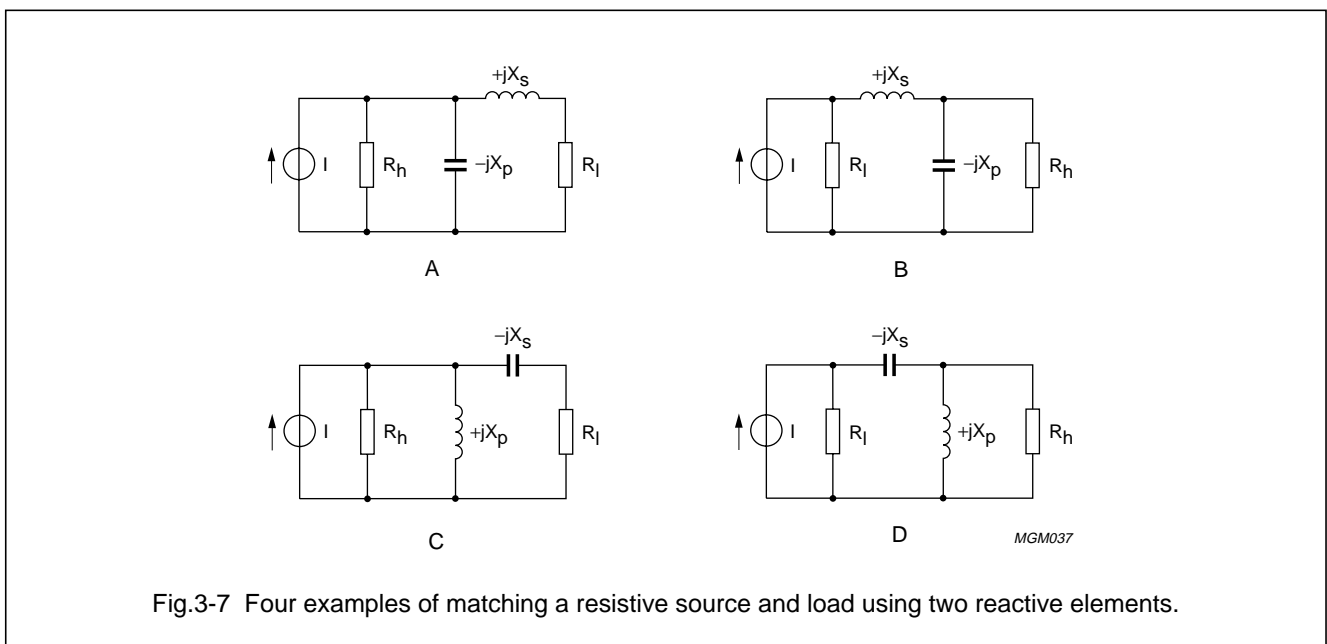 +jXs
I
Rh
−jXp
Rl
A
+jXs
I
Rl
−jXp
Rh
B
−jXs
I
Rh
+jXp
Rl
C
−jXs
I
Rl
+jXp
Rh
D
MGM037
Fig.3-7 Four examples of matching a resistive source and load using two reactive elements.